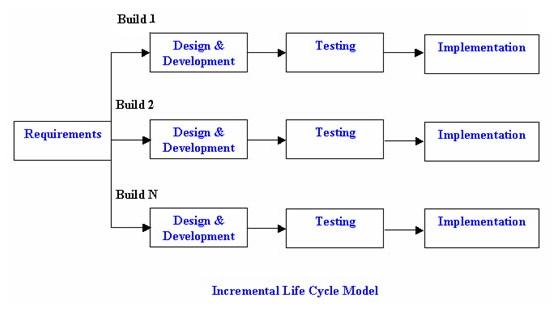 Build 1
Design &
Development
Testing
Implementation
Build 2
Requirements
Design &
Development
Testing
Implementation
Build N
Design &
Development
Testing
Implementation
Incremental Life Cycle Model